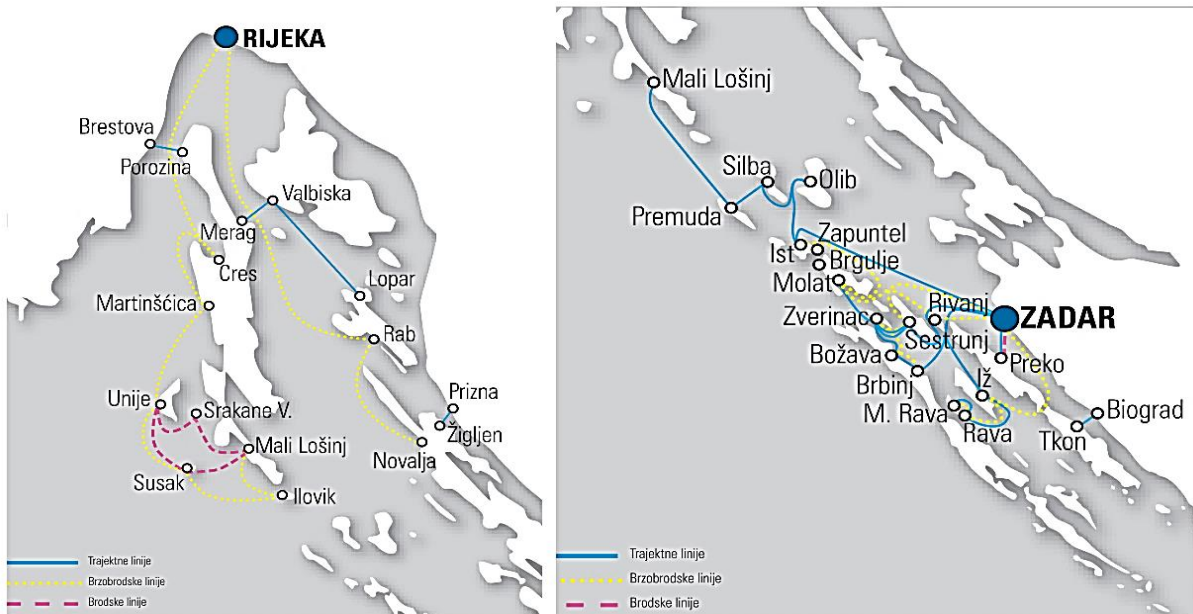 RIJEKA
Brestova
Porozina
Valbiska
Merag
Cres
Lopar
Martinšćica
Rab
Prizna
Unije
Srakane V.
Žigljen
Mali Lošinj
Novalja
Susak
Ilovik
Trajektne linije
Brzobrodske linije
Brodske linije
Mali Lošinj
Silba
Olib
Premuda
Zapuntel
Ist
Brgulje
Molat
Rivanj
Zverinac
ZADAR
Sestrunj
Božava
Preko
Brbinj
Iž
M. Rava
Biograd
Rava
Tkon
Trajektne linije
Brzobrodske linije
Brodske linije